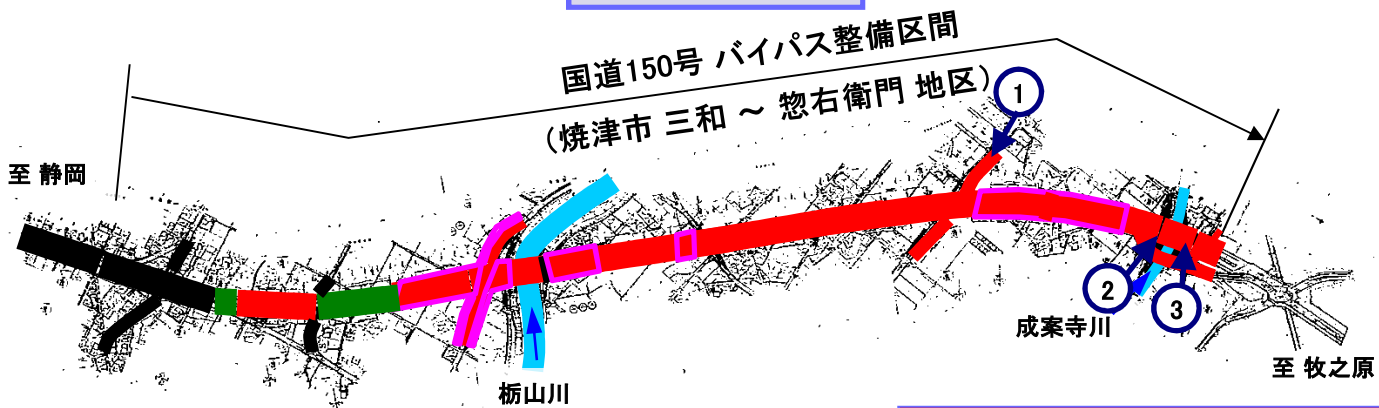 国道150号 バイパス整備区間
(焼津市 三和 ～ 惣右衛門 地区)
1
至 静岡
2
3
成案寺川
至 牧之原
栃山川